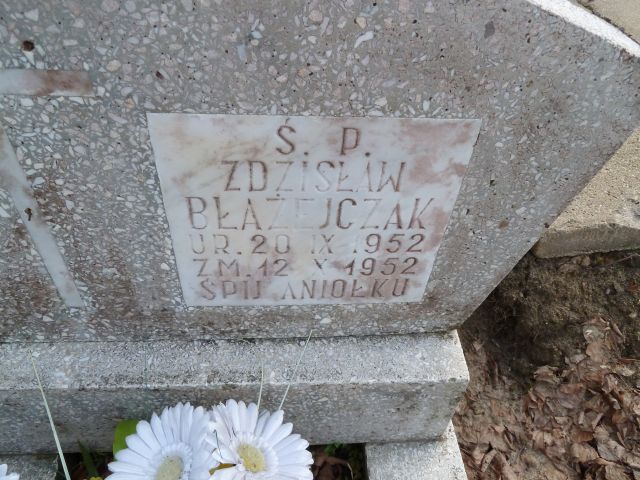 Ś. P.
ZDZISŁAW
BŁAŻEJCZAK
UR. 20 IX 1952
ZM. 12 X 1952
ŚPIJ ANIOŁKU